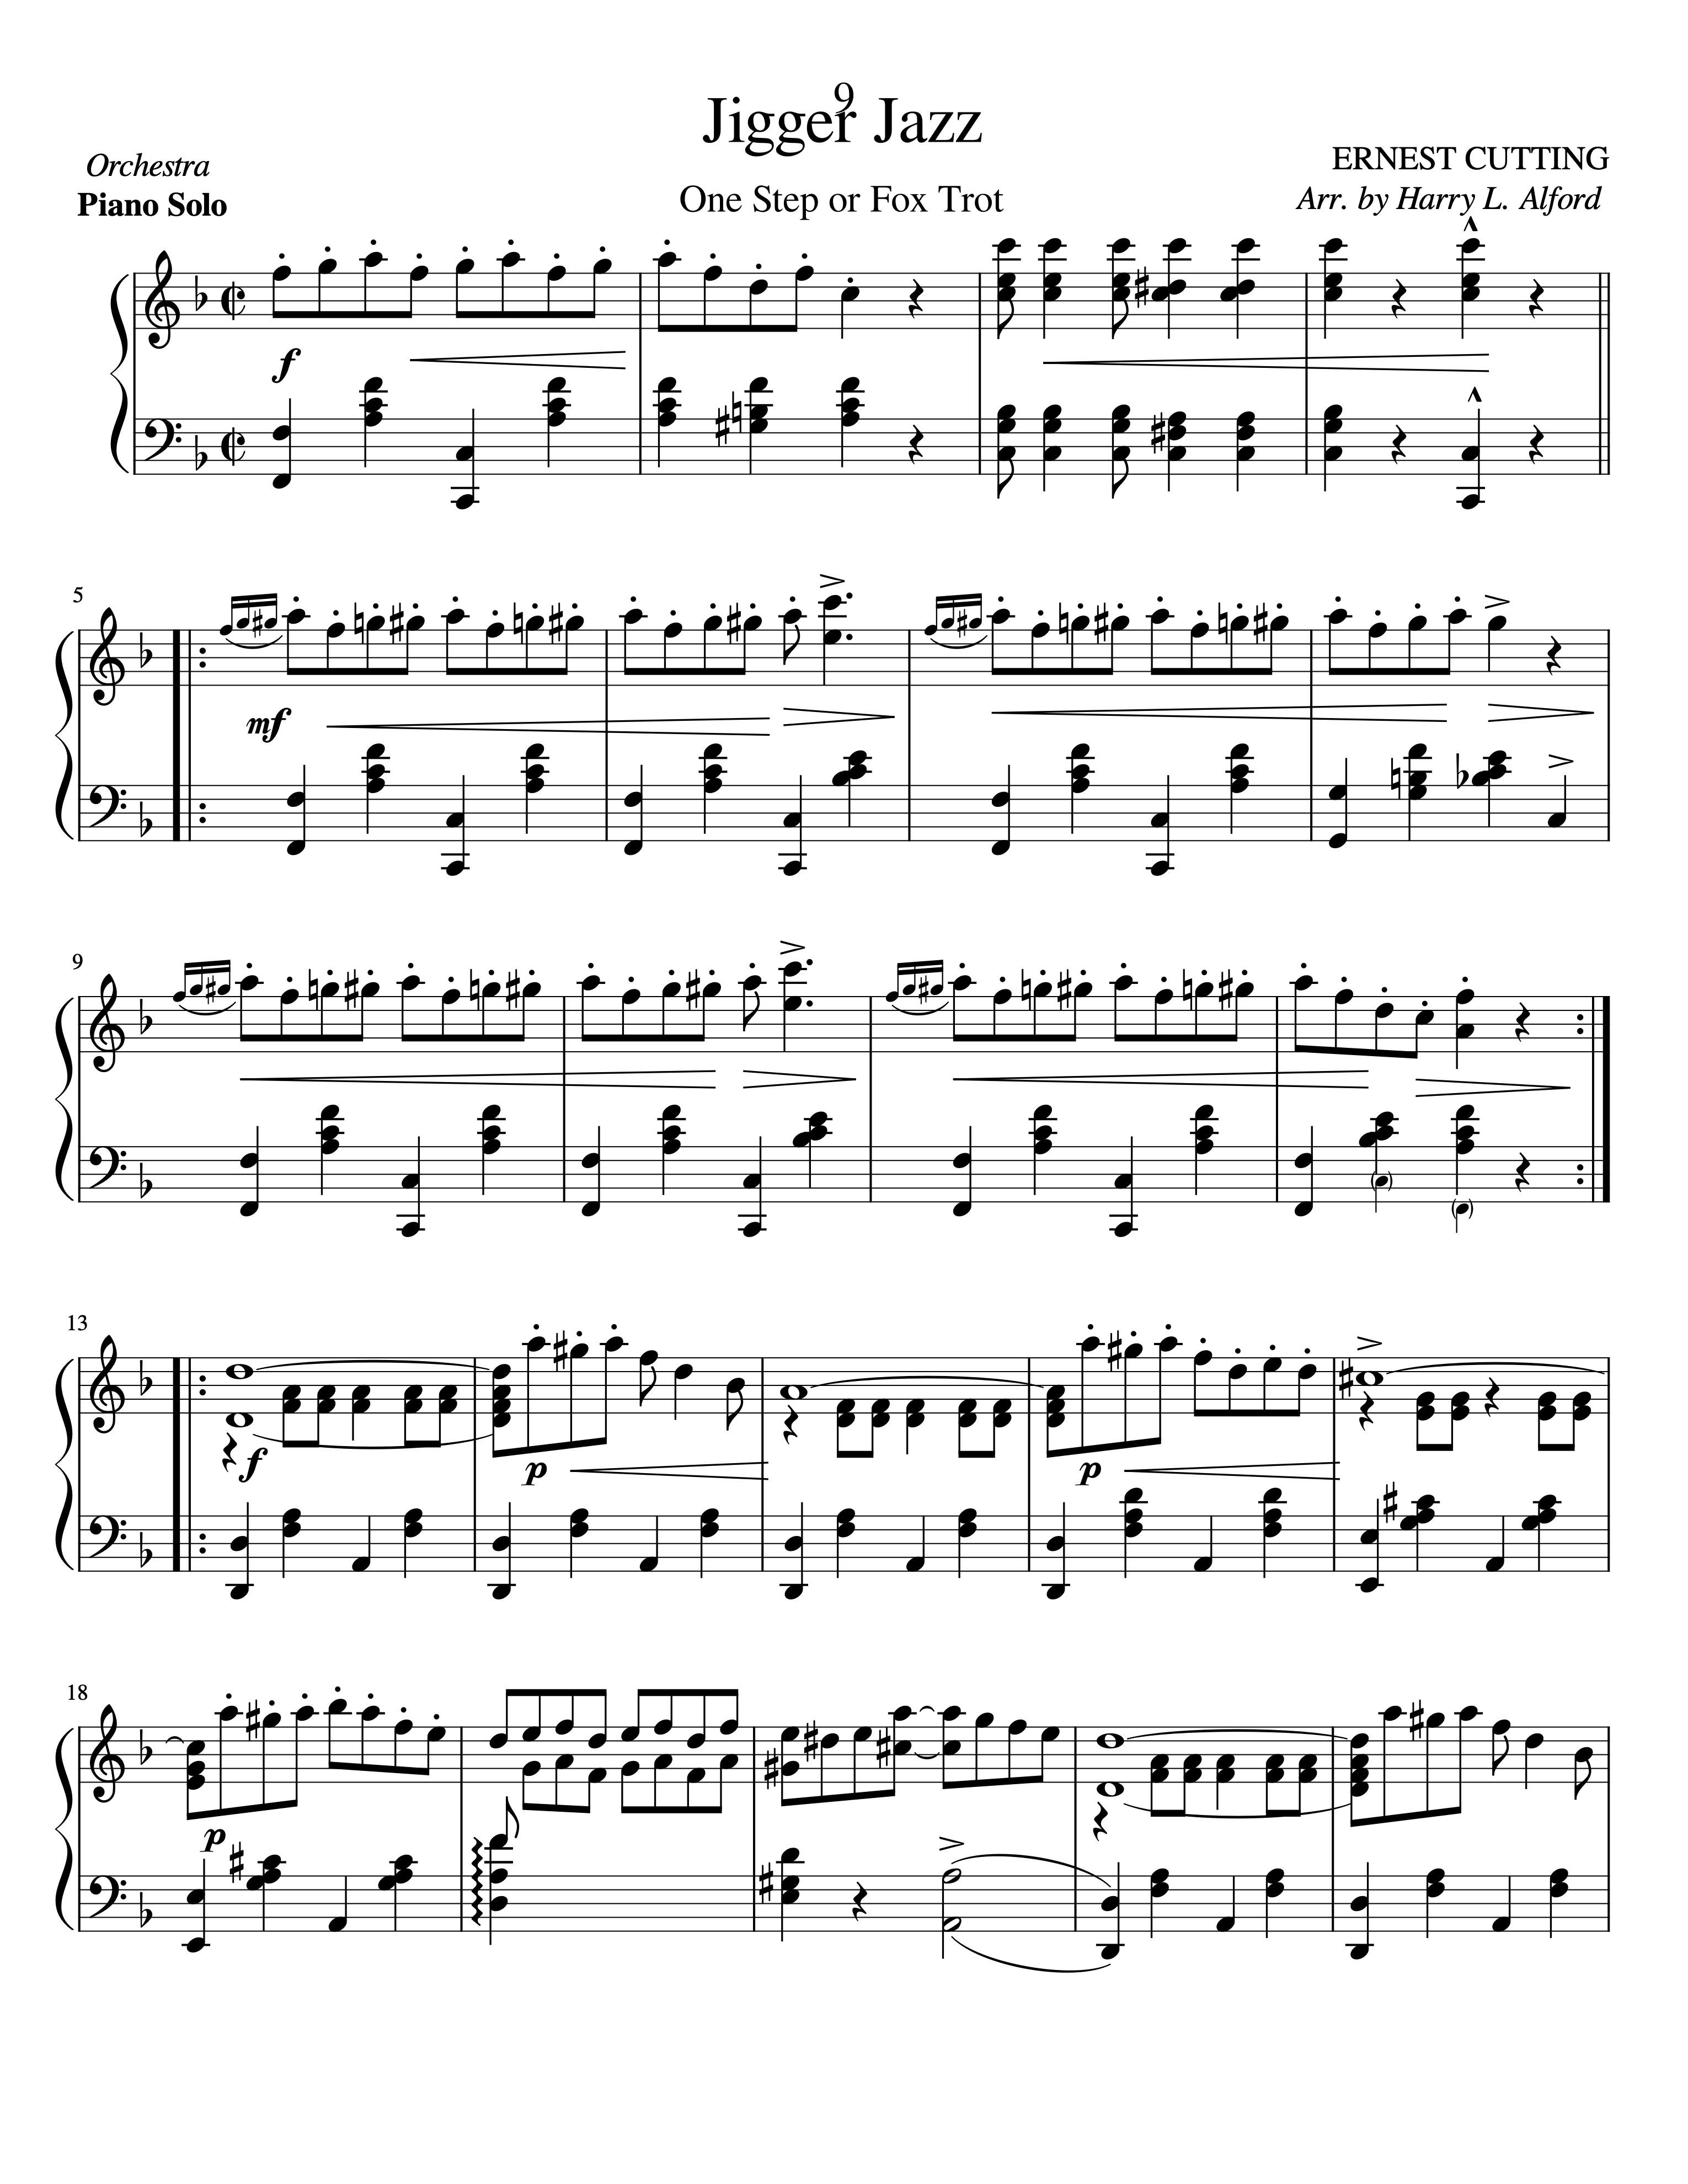 9
Jigger Jazz
Orchestra
Piano Solo
One Step or Fox Trot
ERNEST CUTTING
Arr. by Harry L. Alford
f
5
mf
9
13
f
p
p
18
p